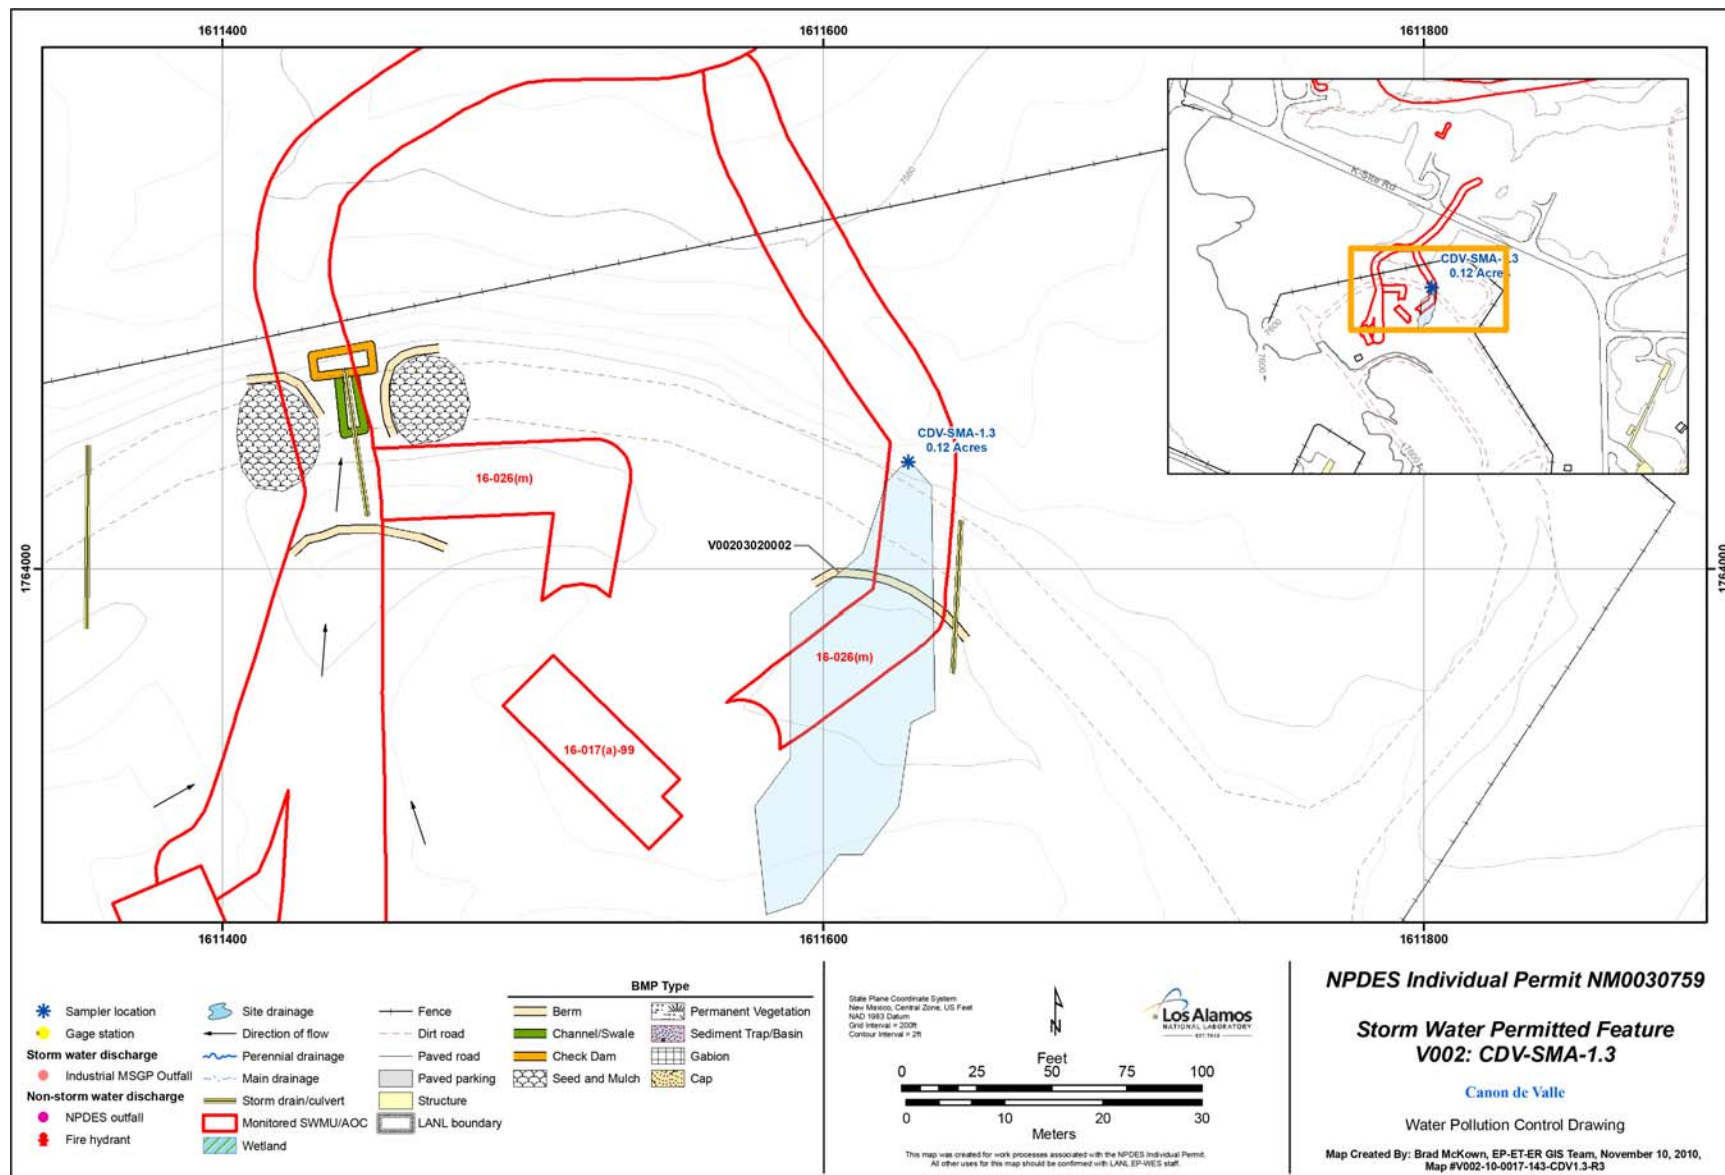 1611400
1611600
1611800
7580
K-Site Rd
CDV-SMA-1.3
0.12 Acres
7600
7600
17600
CDV-SMA-1.3
0.12 Acres
16-026(m)
V00203020002
1764000
1764000
16-026(m)
16-017(a)-99
1611400
1611600
1611800
Sampler location
Gage station
Storm water discharge
Industrial MSGP Outfall
Non-storm water discharge
NPDES outfall
Fire hydrant
Site drainage
Direction of flow
Perennial drainage
Main drainage
Storm drain/culvert
Monitored SWMU/AOC
Wetland
Fence
Dirt road
Paved road
Paved parking
Structure
LANL boundary
BMP Type
Berm
Channel/Swale
Check Dam
Seed and Mulch
Permanent Vegetation
Sediment Trap/Basin
Gabion
Cap
State Plane Coordinate System
New Mexico, Central Zone, US Feet
NAD 1983 Datum
Grid Interval = 200ft
Contour Interval = 2ft
N
Los Alamos
NATIONAL LABORATORY
EST. 1943
Feet
0 25 50 75 100
0 10 20 30
Meters
This map was created for work processes associated with the NPDES Individual Permit.
All other uses for this map should be confirmed with LANL EP-WES staff.
NPDES Individual Permit NM0030759
Storm Water Permitted Feature
V002: CDV-SMA-1.3
Canon de Valle
Water Pollution Control Drawing
Map Created By: Brad McKown, EP-ET-ER GIS Team, November 10, 2010,
Map #V002-10-0017-143-CDV1.3-R3